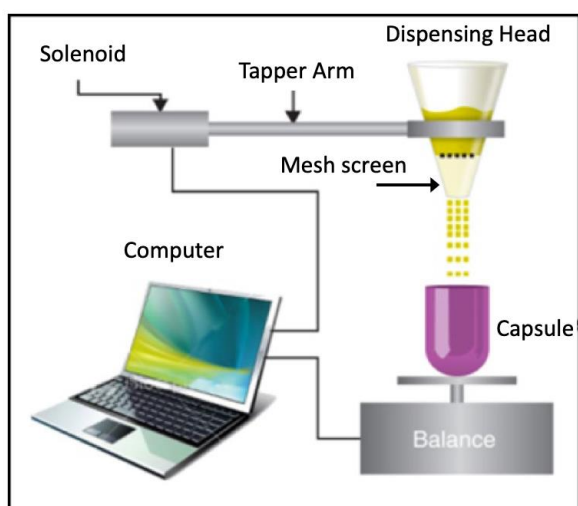 Dispensing Head
Solenoid
Tapper Arm
Mesh screen
Computer
Capsule
Balance